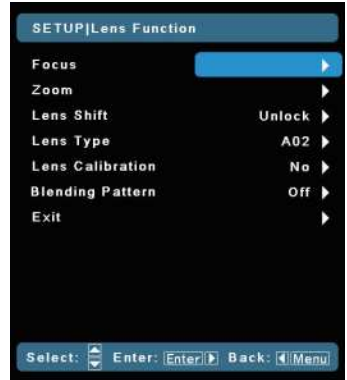 SETUP|Lens Function
Focus
Zoom
Lens Shift Unlock
Lens Type A02
Lens Calibration No
Blending Pattern Off
Exit
Select: Enter: Enter Back: Menu